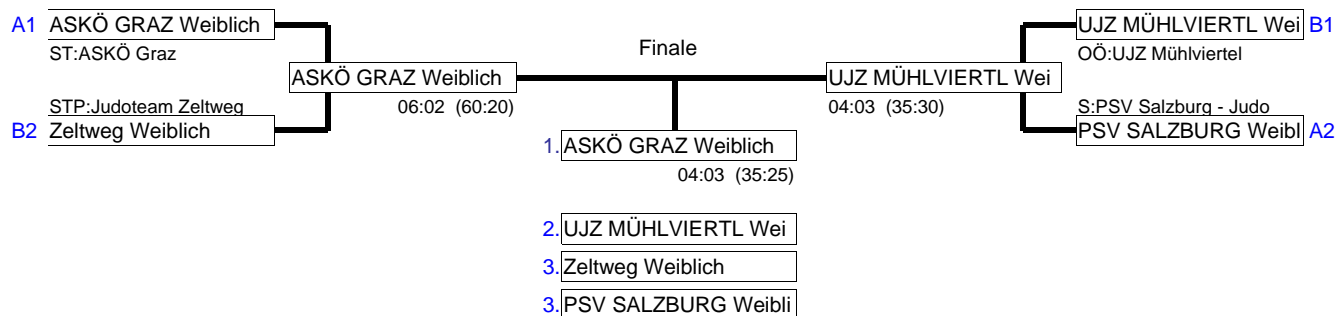 A1 ASKÖ GRAZ Weiblich
ST:ASKÖ Graz
ASKÖ GRAZ Weiblich
06:02 (60:20)
STP:Judoteam Zeltweg
B2 Zeltweg Weiblich
Finale
UJZ MÜHLVIERTL Wei B1
OÖ:UJZ Mühlviertel
UJZ MÜHLVIERTL Wei
04:03 (35:30)
S:PSV Salzburg - Judo
PSV SALZBURG Weibl A2
1. ASKÖ GRAZ Weiblich
04:03 (35:25)
2. UJZ MÜHLVIERTL Wei
3. Zeltweg Weiblich
3. PSV SALZBURG Weibli